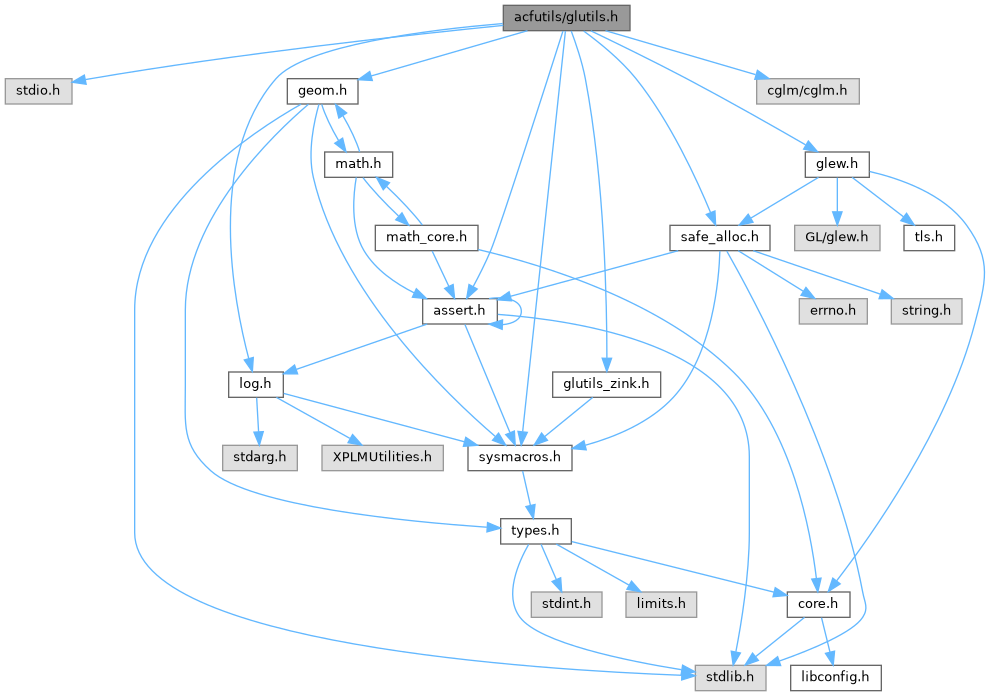 acfutils/glutils.h
stdio.h
geom.h
cglm/cglm.h
math.h
glew.h
math_core.h
safe_alloc.h
GL/glew.h
tls.h
assert.h
errno.h
string.h
log.h
glutils_zink.h
stdarg.h
XPLMUtilities.h
sysmacros.h
types.h
stdint.h
limits.h
core.h
stdlib.h
libconfig.h